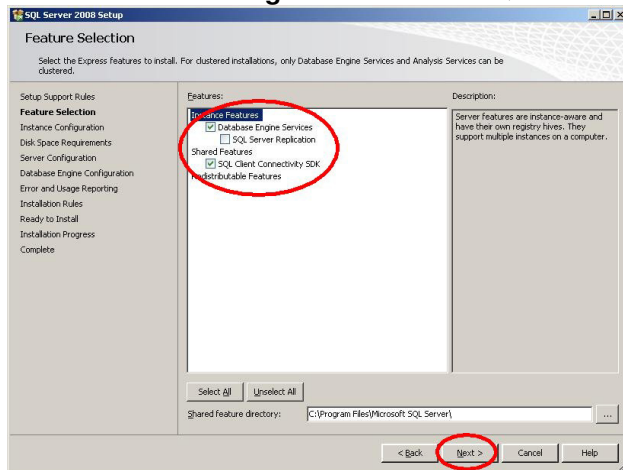 SQL Server 2008 Setup
Feature Selection
Select the Express features to install. For clustered installations, only Database Engine Services and Analysis Services can be
clustered.
Setup Support Rules
Feature Selection
Instance Configuration
Disk Space Requirements
Server Configuration
Database Engine Configuration
Error and Usage Reporting
Installation Rules
Ready to Install
Installation Progress
Complete
Features:
Instance Features
Database Engine Services
SQL Server Replication
Shared Features
SQL Client Connectivity SDK
Redistributable Features
Description:
Server features are instance-aware and
have their own registry hives. They
support multiple instances on a computer.
Select All
Unselect All
Shared feature directory:
C:\Program Files\Microsoft SQL Server\
...
< Back
Next >
Cancel
Help